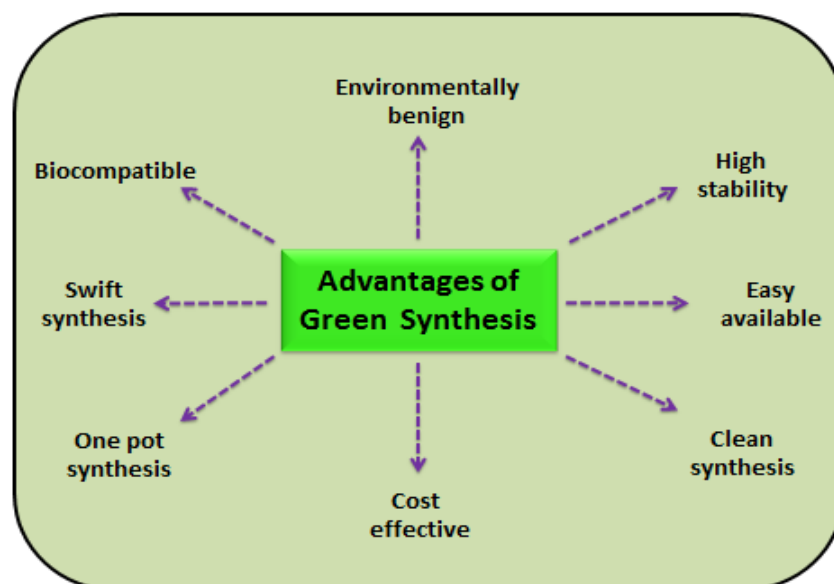 Environmentally
benign
Biocompatible
High
stability
Advantages of
Green Synthesis
Swift
synthesis
Easy
available
One pot
synthesis
Clean
synthesis
Cost
effective